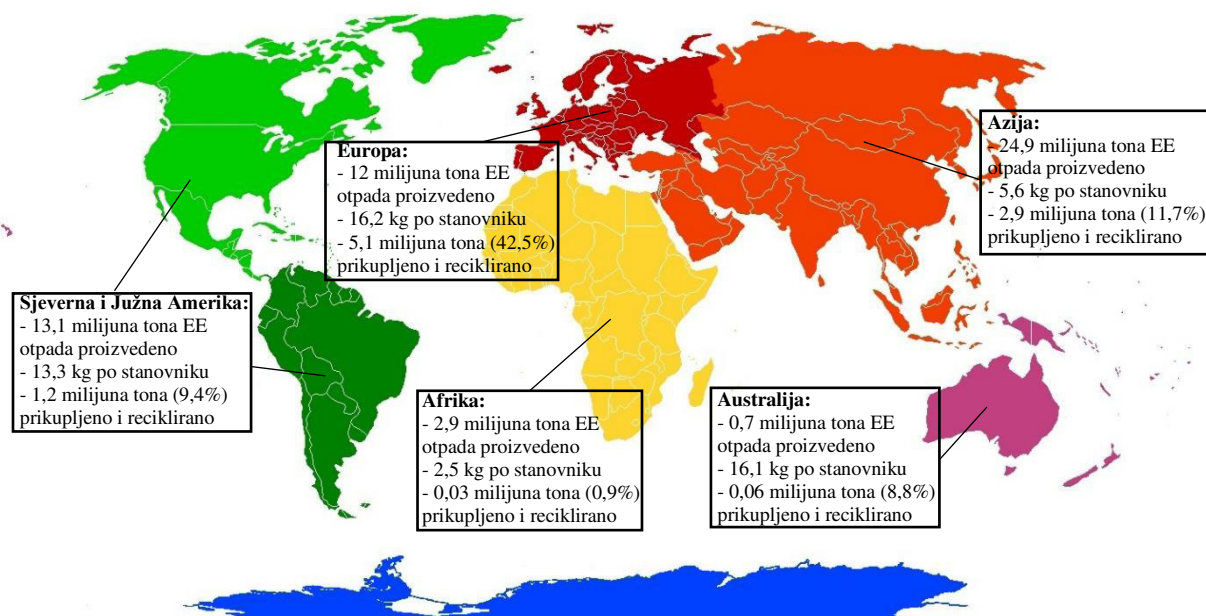 Europa:
- 12 milijuna tona EE
otpada proizvedeno
- 16,2 kg po stanovniku
- 5,1 milijuna tona (42,5%)
prikupljeno i reciklirano
Azija:
- 24,9 milijuna tona EE
otpada proizvedeno
- 5,6 kg po stanovniku
- 2,9 milijuna tona (11,7%)
prikupljeno i reciklirano
Sjeverna i Južna Amerika:
- 13,1 milijuna tona EE
otpada proizvedeno
- 13,3 kg po stanovniku
- 1,2 milijuna tona (9,4%)
prikupljeno i reciklirano
Afrika:
- 2,9 milijuna tona EE
otpada proizvedeno
- 2,5 kg po stanovniku
- 0,03 milijuna tona (0,9%)
prikupljeno i reciklirano
Australija:
- 0,7 milijuna tona EE
otpada proizvedeno
- 16,1 kg po stanovniku
- 0,06 milijuna tona (8,8%)
prikupljeno i reciklirano